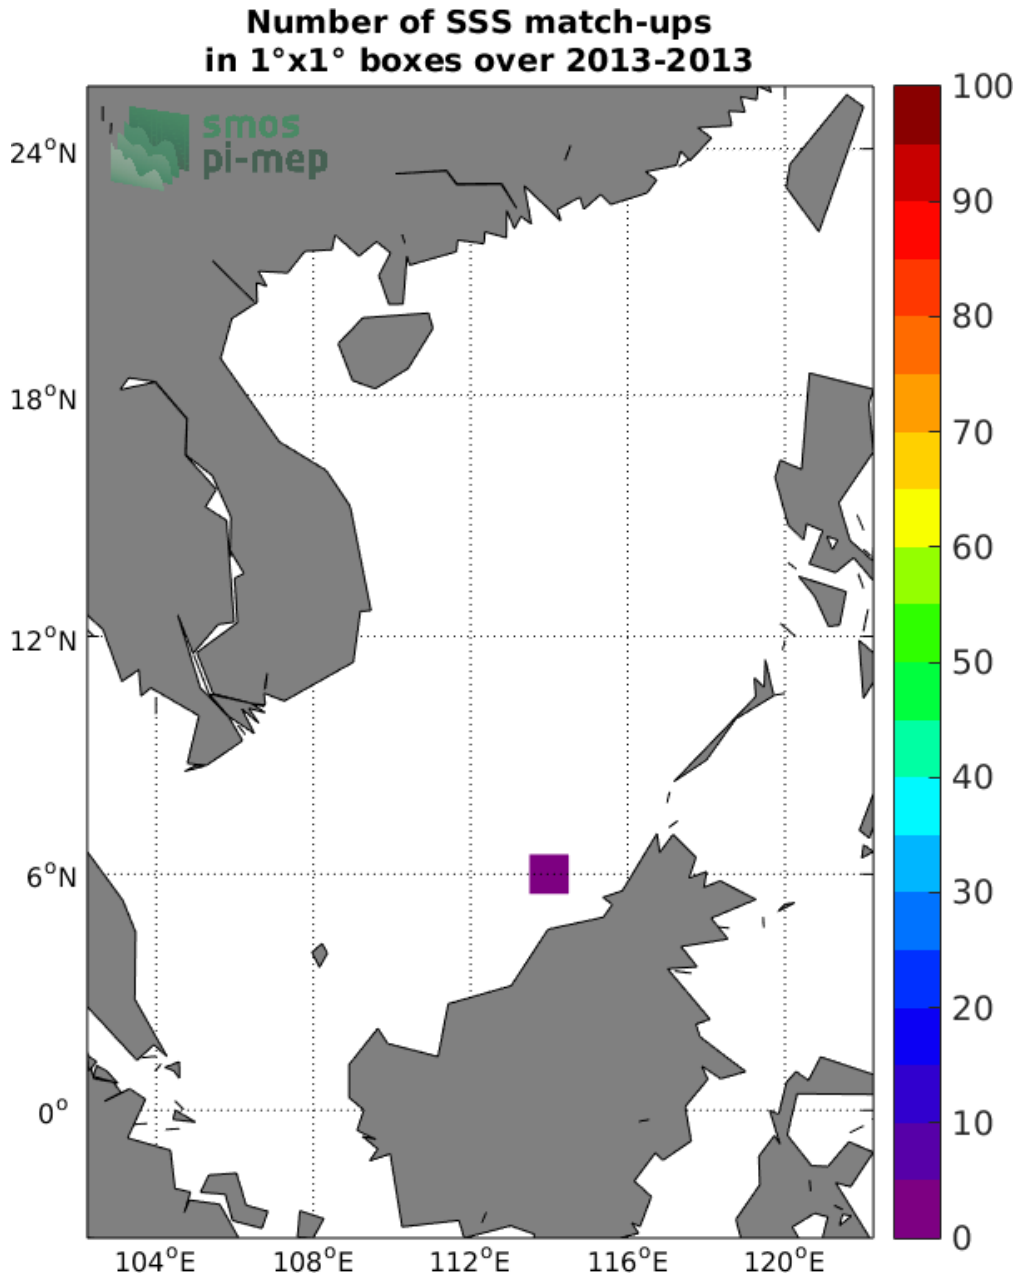 Number of SSS match-ups
in 1°x1° boxes over 2013-2013
smos
pi-mep
24°N
18°N
12°N
6°N
0°
104°E 108°E 112°E 116°E 120°E
100
90
80
70
60
50
40
30
20
10
0